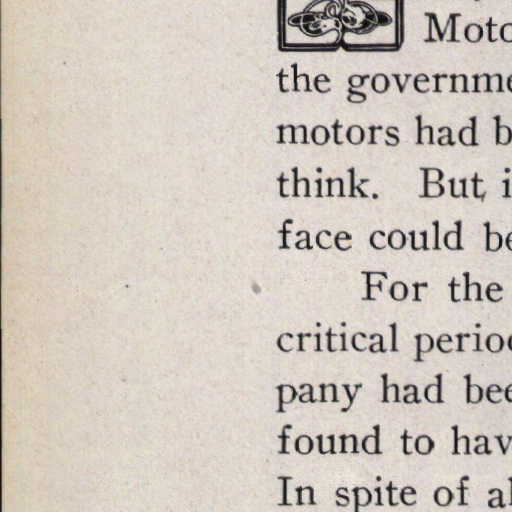 Moto
the governme
motors had b
think. But, i
face could be
For the
critical perio
pany had bee
found to hav
In spite of al